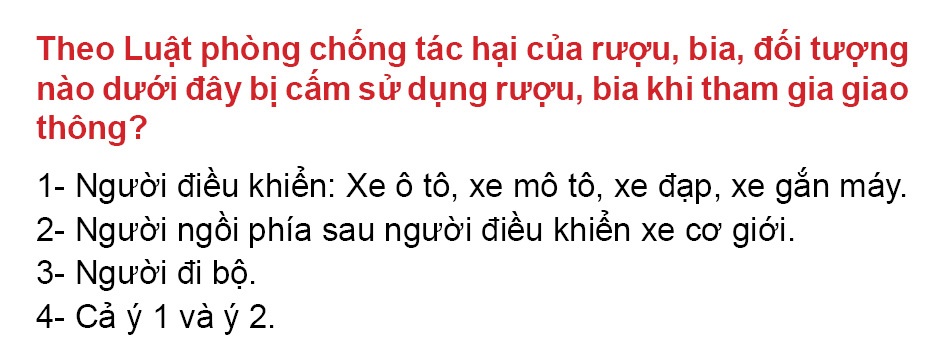 Theo Luật phòng chống tác hại của rượu, bia, đối tượng
nào dưới đây bị cấm sử dụng rượu, bia khi tham gia giao
thông?
1- Người điều khiển: Xe ô tô, xe mô tô, xe đạp, xe gắn máy.
2- Người ngồi phía sau người điều khiển xe cơ giới.
3- Người đi bộ.
4- Cả ý 1 và ý 2.